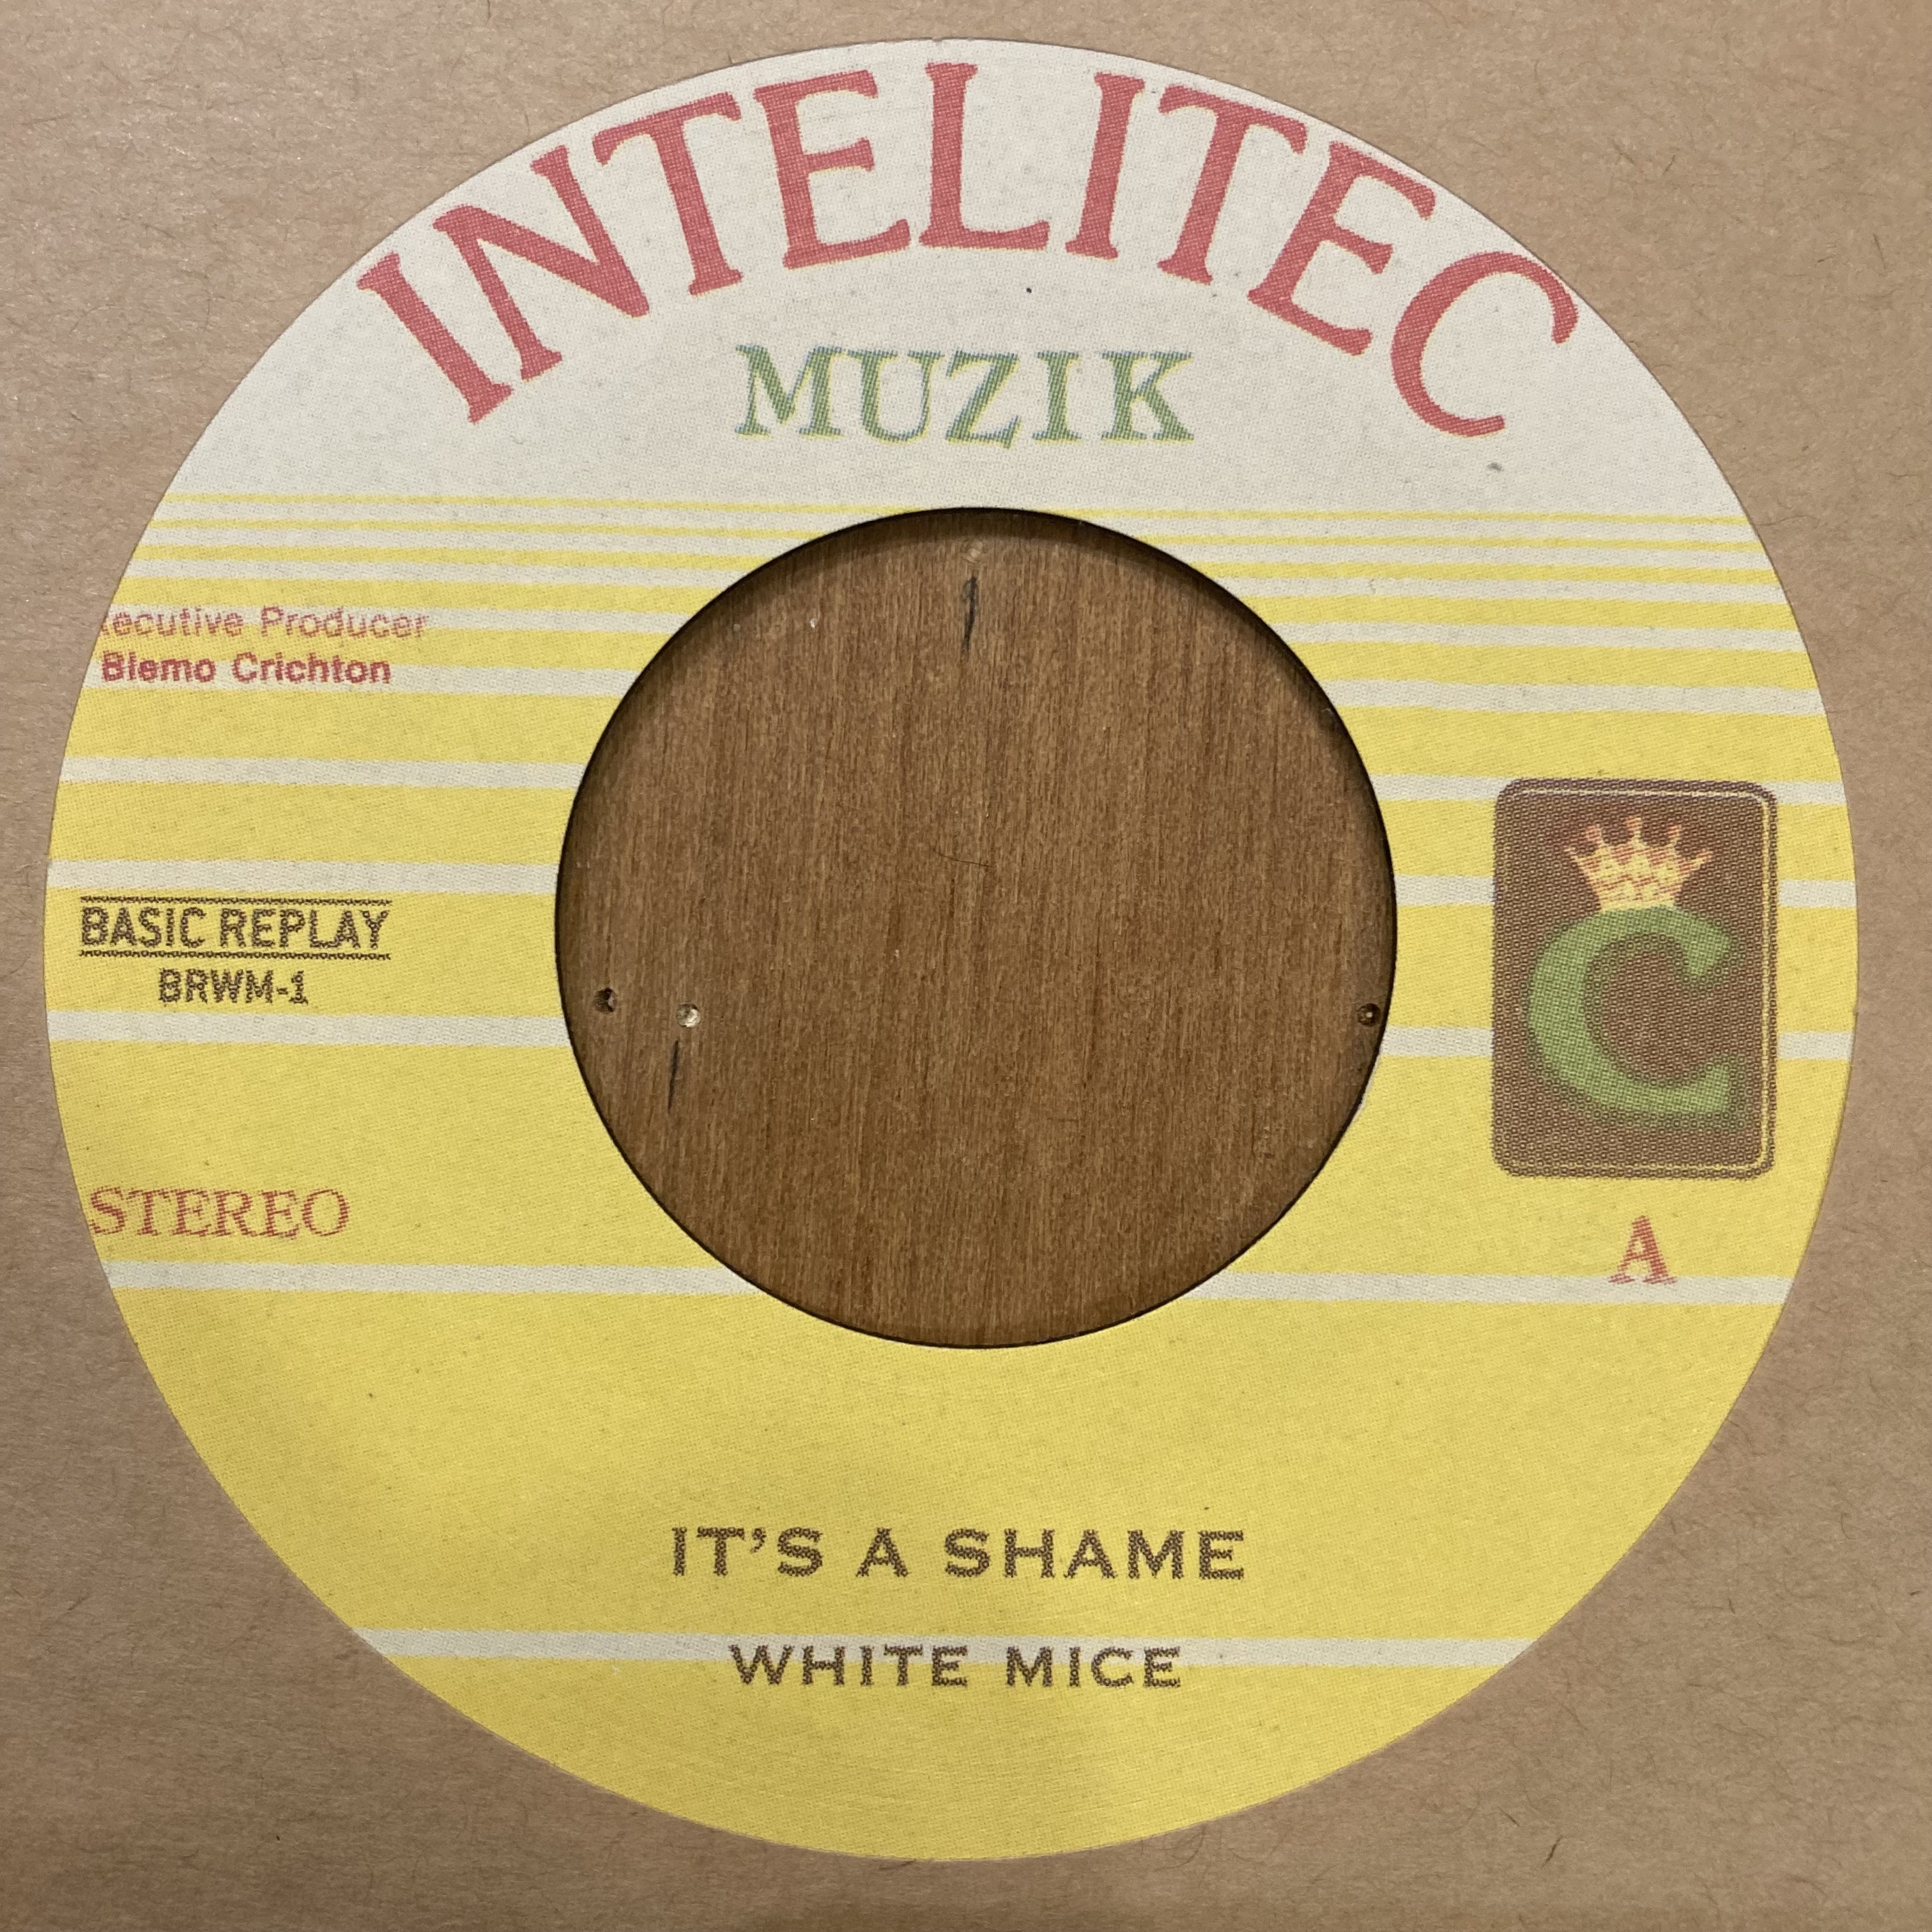 INTELITEC
MUZIK
xecutive Producer
Blemo Crichton
BASIC REPLAY
BRWM-1
C
STEREO
A
IT'S A SHAME
WHITE MICE